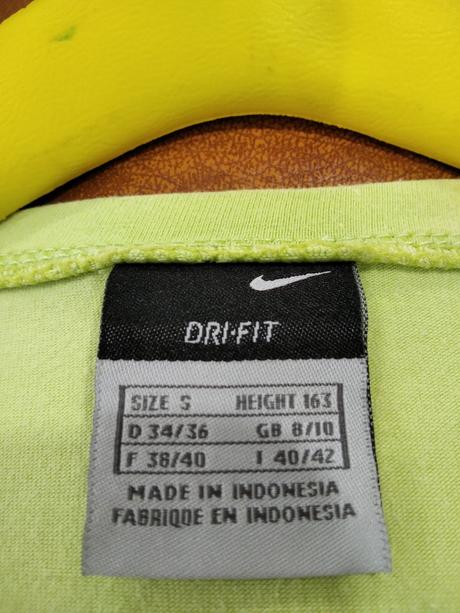 DRI-FIT
SIZE S HEIGHT 163
D 34/36 GB 8/10
F 38/40 I 40/42
MADE IN INDONESIA
FABRIQUE EN INDONESIA